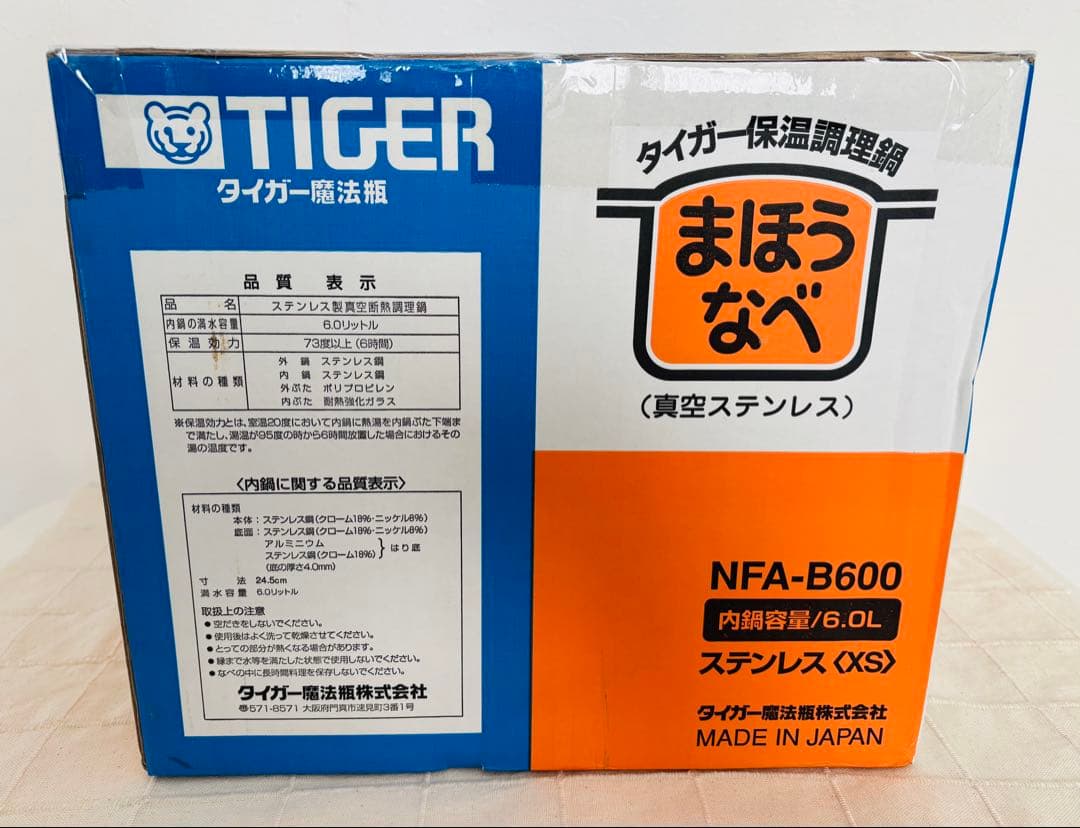 TIGER
タイガー魔法瓶
品質 表示
品名 ステンレス製真空断熱調理鍋
内鍋の満水容量 6.0リットル
保温効力 73度以上(6時間)
材料の種類
外鍋 ステンレス鋼
内鍋 ステンレス鋼
外ぶた ポリプロピレン
内ぶた 耐熱強化ガラス
※保温効力とは、室温20度において内鍋に熱湯を内鍋ぶた下端ま
で満たし、湯温が95度の時から6時間放置した場合におけるその
湯の温度です。
〈内鍋に関する品質表示〉
材料の種類
本体:ステンレス鋼(クローム18%・ニッケル8%)
底面:ステンレス鋼(クローム18%・ニッケル8%)
アルミニウム
ステンレス鋼(クローム18%)
はり底
(底の厚さ4.0mm)
寸法 24.5cm
満水容量 6.0リットル
取扱上の注意
●空だきをしないでください。
●使用後はよく洗って乾燥させてください。
●とっての部分が熱くなる場合があります。
●縁まで水等を満たした状態で使用しないでください。
●なべの中に長時間料理を保存しないでください。
タイガー魔法瓶株式会社
〒571-8571 大阪府門真市速見町3番1号
タイガー保温調理鍋
まほう
なべ
(真空ステンレス)
NFA-B600
内鍋容量/6.0L
ステンレス〈XS〉
タイガー魔法瓶株式会社
MADE IN JAPAN